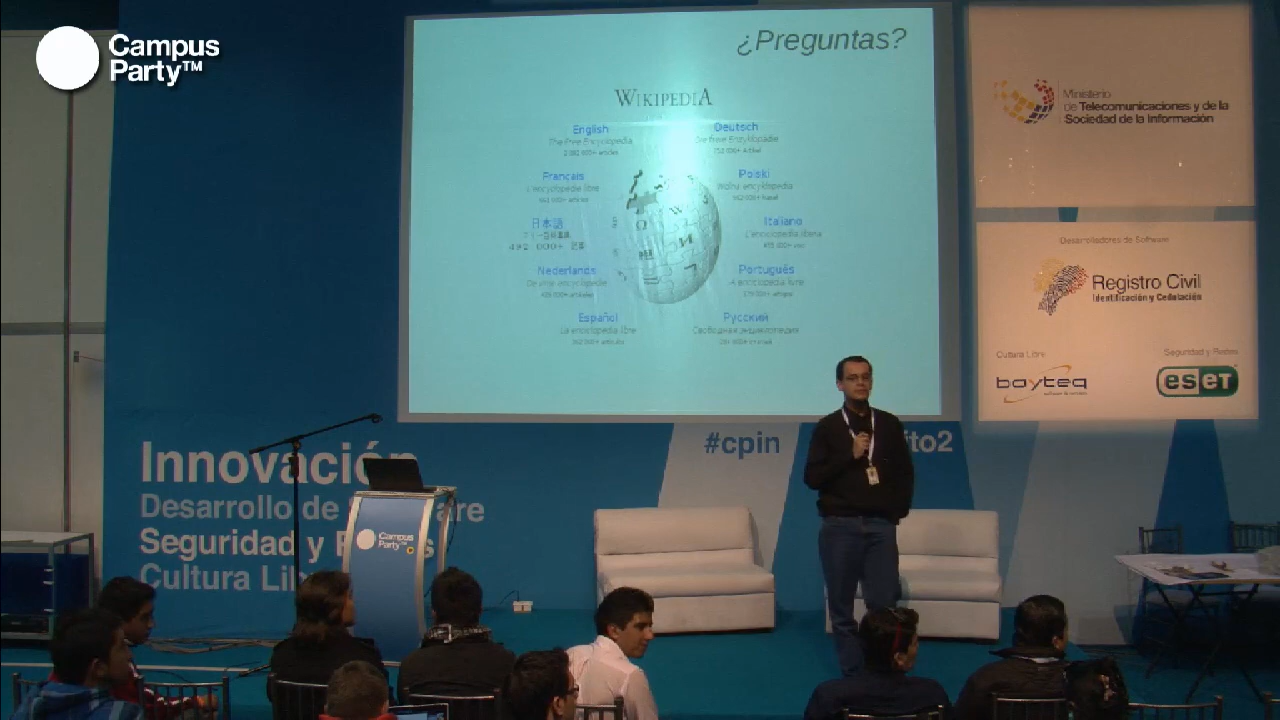 Campus
Party™
¿Preguntas?
WIKIPEDIA
English
The Free Encyclopedia
Deutsch
Die freie Enzyklopädie
Français
L'encyclopédie libre
Polski
Wolna encyklopedia
日本語
Italiano
L'enciclopedia libera
Nederlands
De vrije encyclopedie
Português
A enciclopédia livre
Español
La enciclopedia libre
Русский
Свободная энциклопедия
Ministerio
de Telecomunicaciones y de la
Sociedad de la Información
Desarrolladores de Software
Registro Civil
Identificación y Cedulación
Cultura Libre
bayteq
Seguridad y Redes
eset
Innovación
Desarrollo de are
Seguridad y s
Cultura Lib
#cpin ito2
Campus
Party™